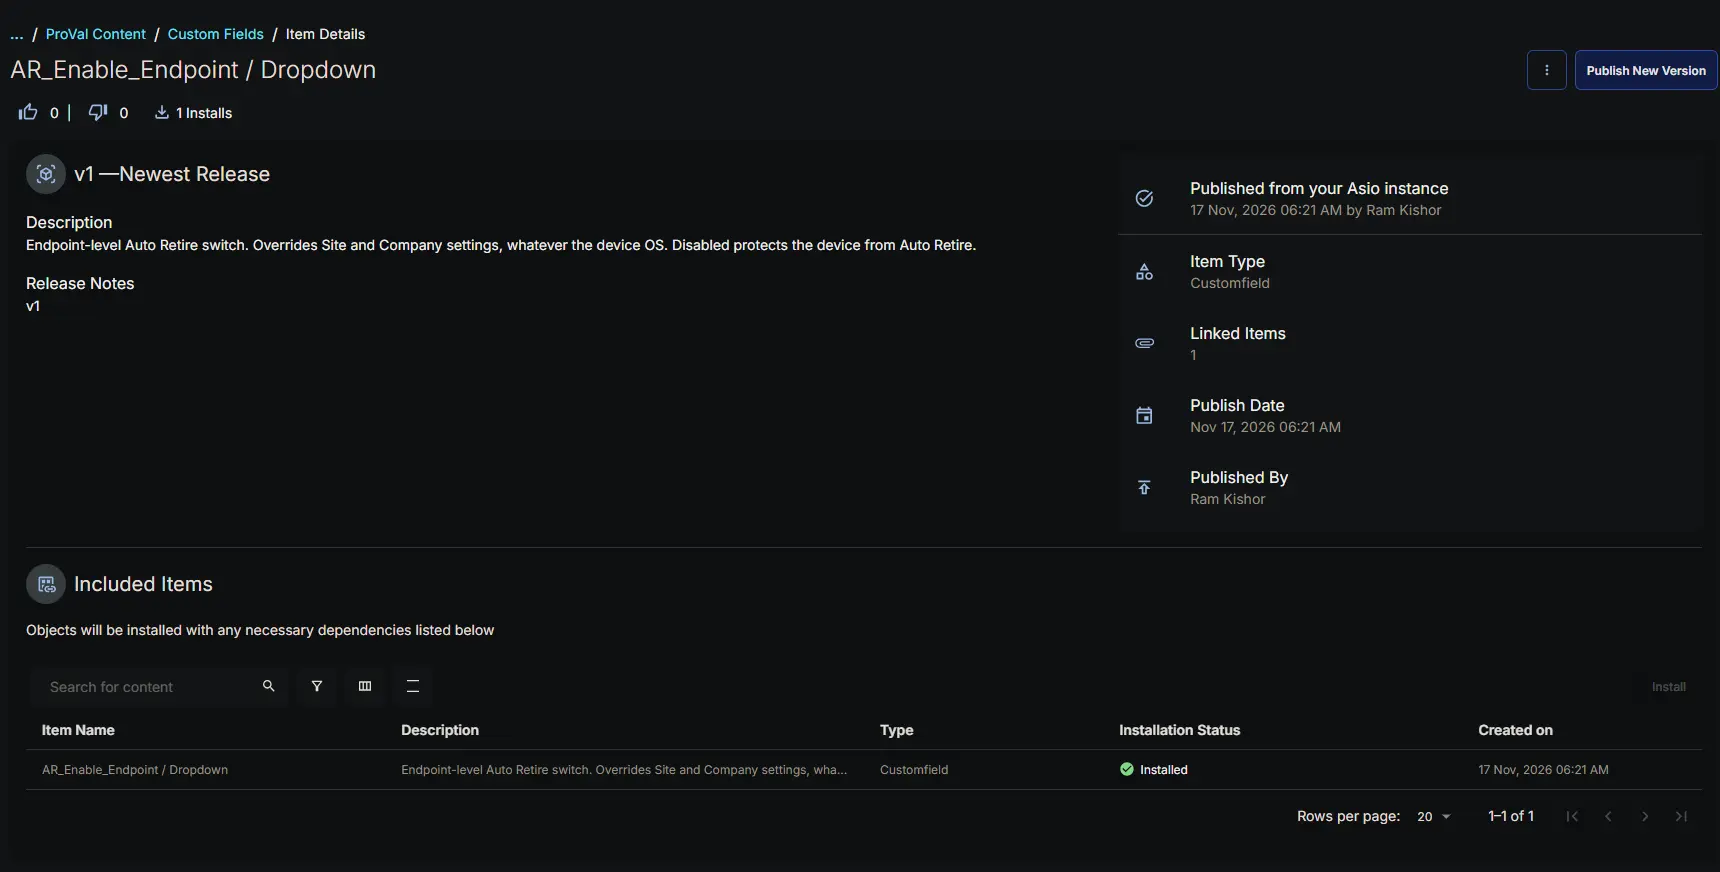 ... / ProVal Content / Custom Fields / Item Details
AR_Enable_Endpoint / Dropdown
Publish New Version
0 | 0 1 Installs
v1 —Newest Release
Description
Endpoint-level Auto Retire switch. Overrides Site and Company settings, whatever the device OS. Disabled protects the device from Auto Retire.
Release Notes
v1
Published from your Asio instance
17 Nov, 2026 06:21 AM by Ram Kishor
Item Type
Customfield
Linked Items
1
Publish Date
Nov 17, 2026 06:21 AM
Published By
Ram Kishor
Included Items
Objects will be installed with any necessary dependencies listed below
Search for content
Install
Item Name Description Type Installation Status Created on
AR_Enable_Endpoint / Dropdown Endpoint-level Auto Retire switch. Overrides Site and Company settings, wha... Customfield Installed 17 Nov, 2026 06:21 AM
Rows per page: 20 1–1 of 1